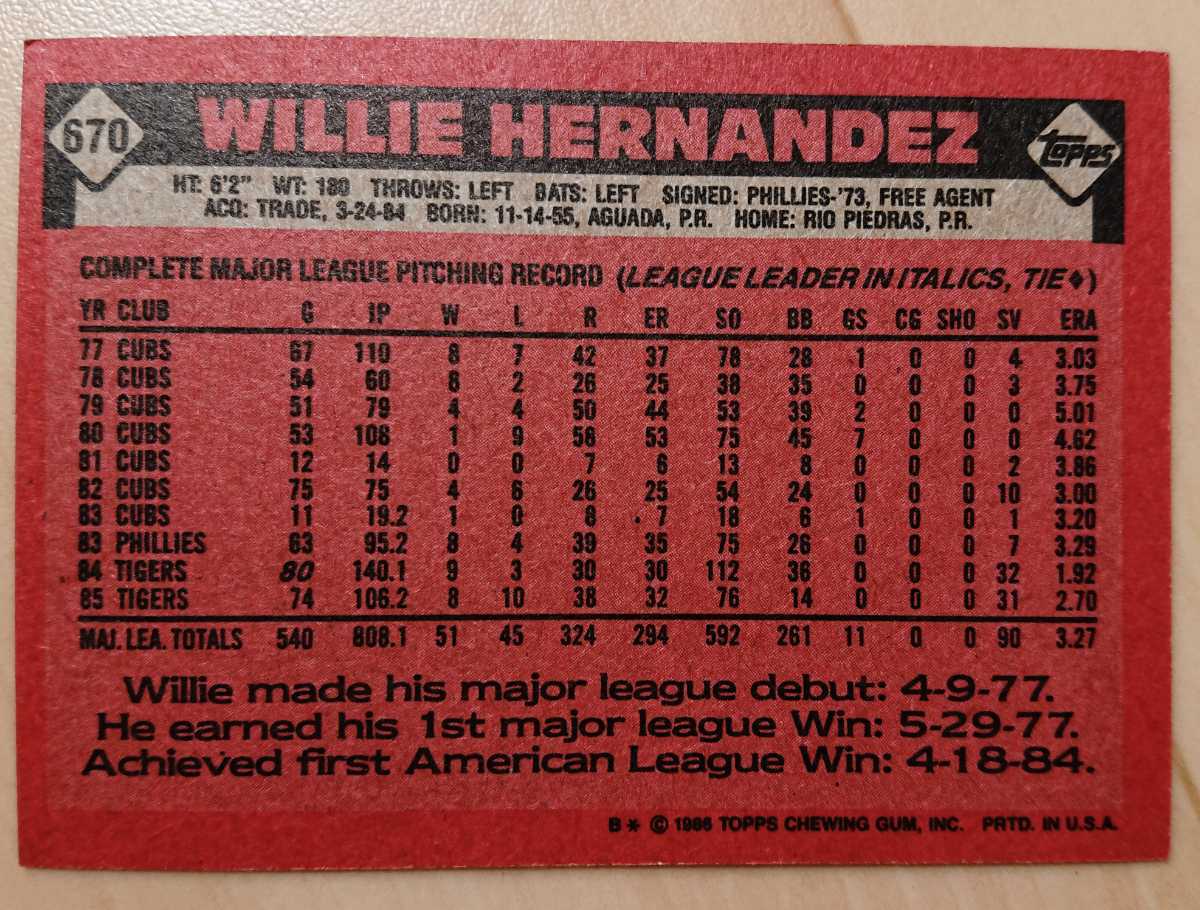 670 WILLIE HERNANDEZ topps
HT: 6'2" WT: 180 THROWS: LEFT BATS: LEFT SIGNED: PHILLIES-'73, FREE AGENT
ACQ: TRADE, 3-24-84 BORN: 11-14-55, AGUADA, P.R. HOME: RIO PIEDRAS, P.R.
COMPLETE MAJOR LEAGUE PITCHING RECORD (LEAGUE LEADER IN ITALICS, TIE♦)
YR CLUB G IP W L R ER SO BB GS CG SHO SV ERA
77 CUBS 67 110 8 7 42 37 78 28 1 0 0 4 3.03
78 CUBS 54 60 8 2 26 25 38 35 0 0 0 3 3.75
79 CUBS 51 79 4 4 50 44 53 39 2 0 0 0 5.01
80 CUBS 53 108 1 9 58 53 75 45 7 0 0 0 4.62
81 CUBS 12 14 0 0 7 6 13 8 0 0 0 2 3.86
82 CUBS 75 75 4 6 26 25 54 24 0 0 0 10 3.00
83 CUBS 11 19.2 1 0 8 7 18 6 1 0 0 1 3.20
83 PHILLIES 63 95.2 8 4 39 35 75 26 0 0 0 7 3.29
84 TIGERS 80 140.1 9 3 30 30 112 36 0 0 0 32 1.92
85 TIGERS 74 106.2 8 10 38 32 76 14 0 0 0 31 2.70
MAJ. LEA. TOTALS 540 808.1 51 45 324 294 592 261 11 0 0 90 3.27
Willie made his major league debut: 4-9-77.
He earned his 1st major league Win: 5-29-77.
Achieved first American League Win: 4-18-84.
B * © 1986 TOPPS CHEWING GUM, INC. PRTD. IN U.S.A.